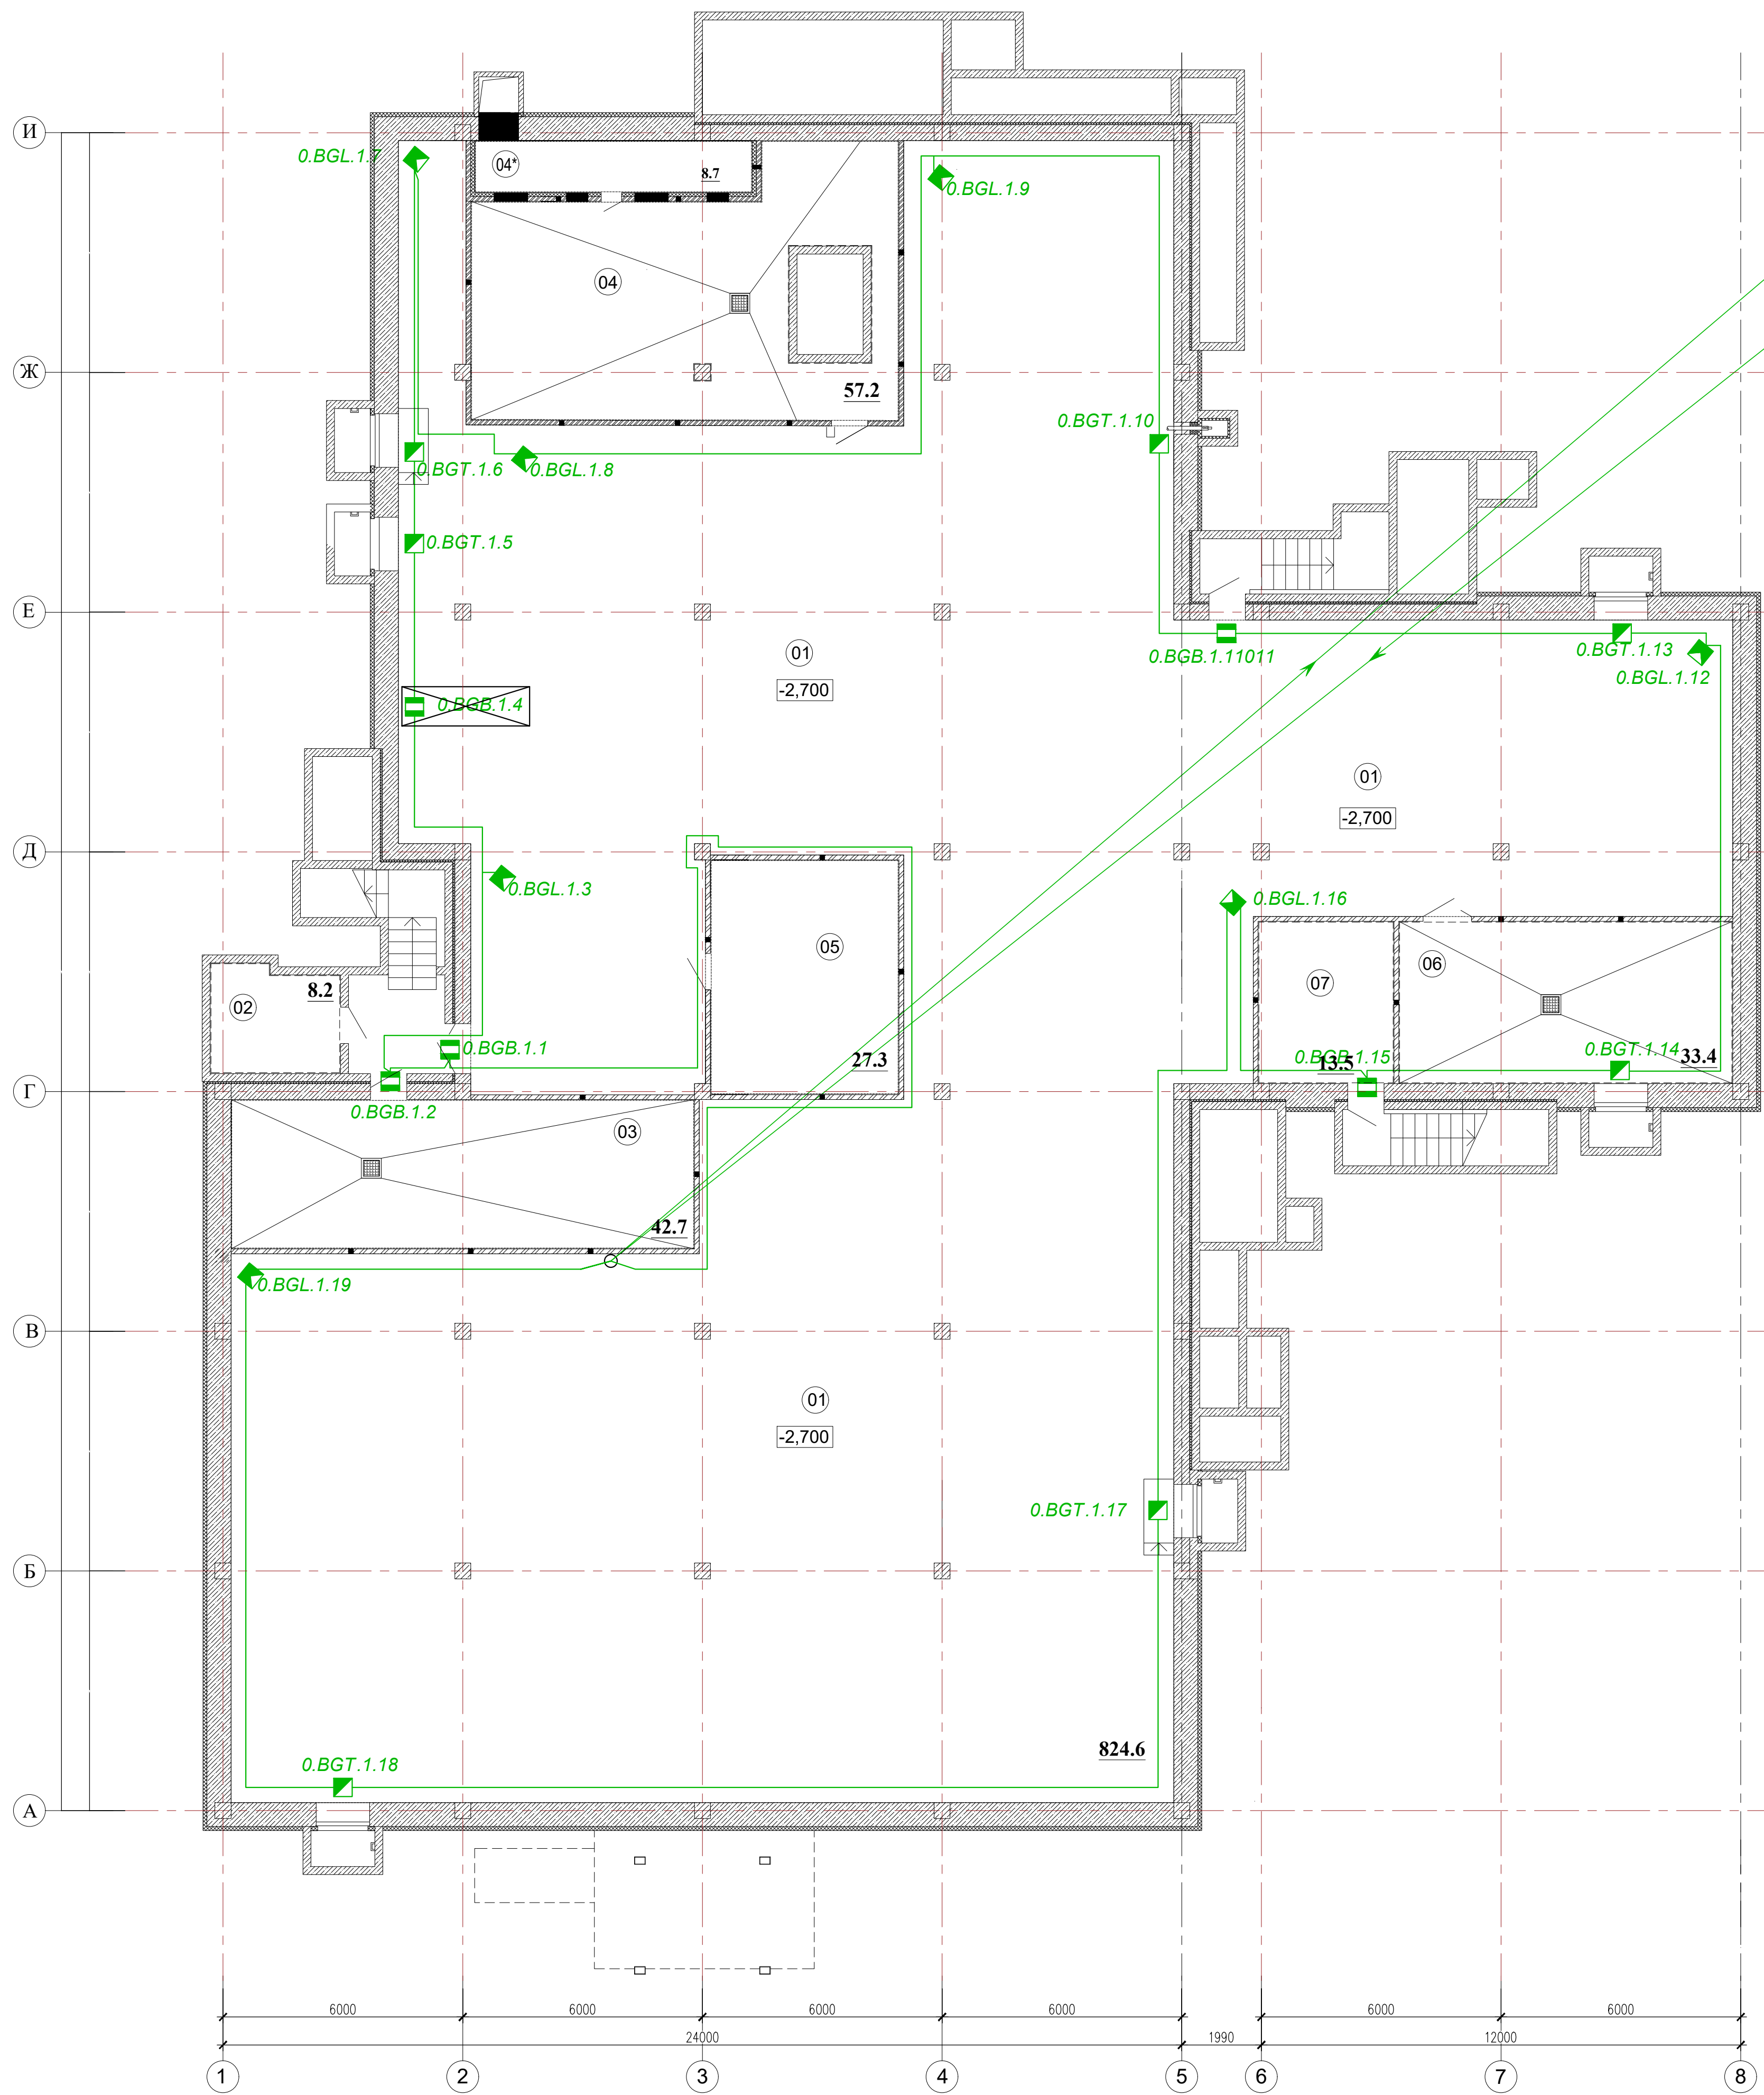 И
0.BGL.1.7
04*
8.7
0.BGL.1.9
04
Ж
57.2
0.BGT.1.10
0.BGT.1.6
0.BGL.1.8
0.BGT.1.5
Е
01
-2,700
0.BGB.1.11011
0.BGT.1.13
0.BGL.1.12
0.BGB.1.4
01
-2,700
Д
0.BGL.1.3
0.BGL.1.16
05
06
07
02
8.2
0.BGB.1.1
27.3
0.BGB.1.15
13.5
0.BGT.1.14
33.4
Г
0.BGB.1.2
03
42.7
0.BGL.1.19
В
01
-2,700
0.BGT.1.17
Б
824.6
0.BGT.1.18
А
6000
6000
6000
6000
6000
6000
24000
1990
12000
1
2
3
4
5
6
7
8